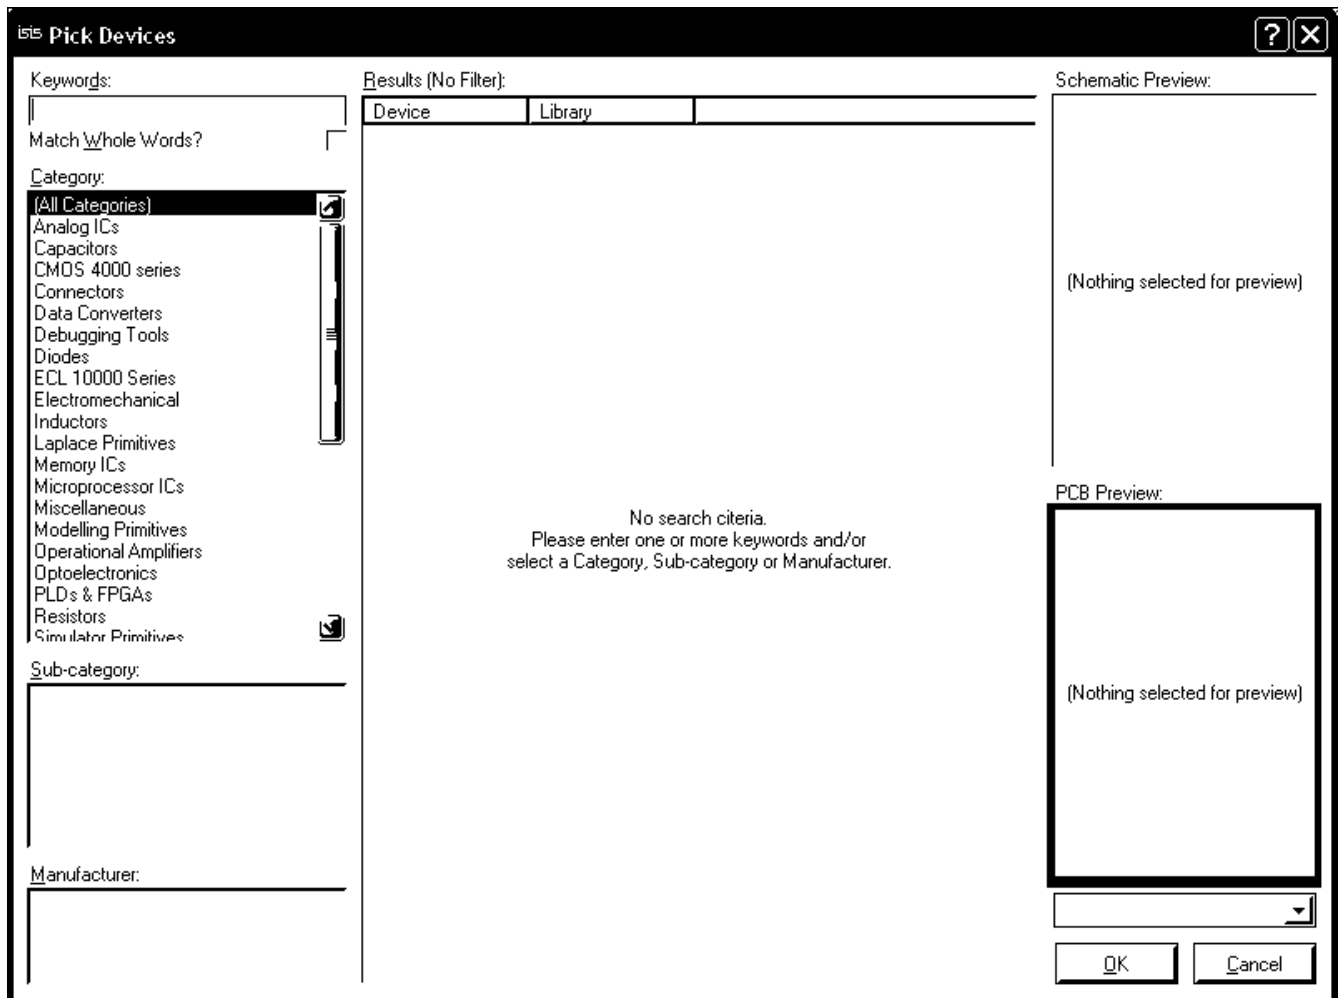 isis Pick Devices
Keywords:
Match Whole Words?
Category:
(All Categories)
Analog ICs
Capacitors
CMOS 4000 series
Connectors
Data Converters
Debugging Tools
Diodes
ECL 10000 Series
Electromechanical
Inductors
Laplace Primitives
Memory ICs
Microprocessor ICs
Miscellaneous
Modelling Primitives
Operational Amplifiers
Optoelectronics
PLDs & FPGAs
Resistors
Simulator Primitives
Sub-category:
Manufacturer:
Results (No Filter):
Device Library
No search citeria.
Please enter one or more keywords and/or
select a Category, Sub-category or Manufacturer.
Schematic Preview:
(Nothing selected for preview)
PCB Preview:
(Nothing selected for preview)
OK Cancel